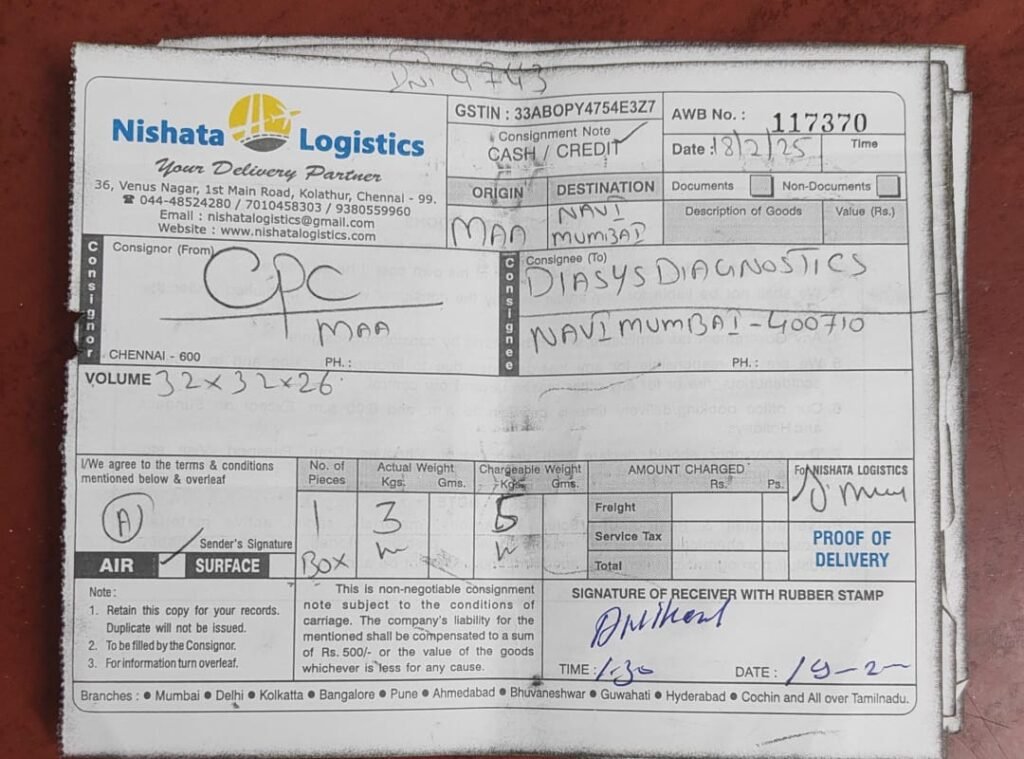 DNI 9743
Nishata Logistics
Your Delivery Partner
36, Venus Nagar, 1st Main Road, Kolathur, Chennai - 99.
☎ 044-48524280 / 7010458303 / 9380559960
Email : nishatalogistics@gmail.com
Website : www.nishatalogistics.com
GSTIN : 33ABOPY4754E3Z7
Consignment Note
CASH / CREDIT
AWB No. : 117370
Date : 18/2/25 Time
ORIGIN DESTINATION
MAA NAVI
MUMBAI
Documents Non-Documents
Description of Goods Value (Rs.)
Consignor
Consignor (From)
CPC
MAA
CHENNAI - 600 PH. :
Consignee
Consignee (To)
DIASYS DIAGNOSTICS
NAVI MUMBAI - 400710
PH. :
VOLUME 32 x 32 x 26
I/We agree to the terms & conditions
mentioned below & overleaf
A
Sender's Signature
AIR SURFACE
No. of
Pieces
1
BOX
Actual Weight
Kgs. Gms.
3
Chargeable Weight
Kgs. Gms.
5
AMOUNT CHARGED
Rs. Ps.
Freight
Service Tax
Total
For NISHATA LOGISTICS
PROOF OF
DELIVERY
Note :
1. Retain this copy for your records.
Duplicate will not be issued.
2. To be filled by the Consignor.
3. For information turn overleaf.
This is non-negotiable consignment
note subject to the conditions of
carriage. The company's liability for the
mentioned shall be compensated to a sum
of Rs. 500/- or the value of the goods
whichever is less for any cause.
SIGNATURE OF RECEIVER WITH RUBBER STAMP
TIME : 1-30 DATE : 19-2-
Branches : ● Mumbai ● Delhi ● Kolkatta ● Bangalore ● Pune ● Ahmedabad ● Bhuvaneshwar ● Guwahati ● Hyderabad ● Cochin and All over Tamilnadu.